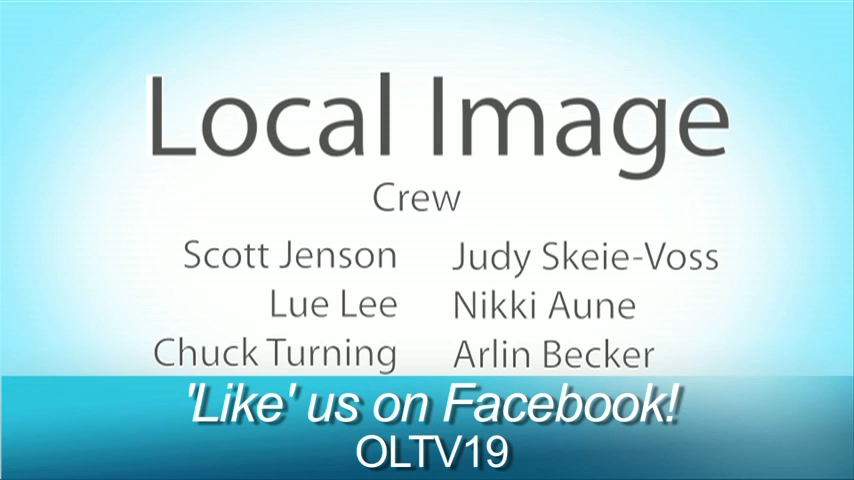 Local Image
Crew
Scott Jenson Judy Skeie-Voss
Lue Lee Nikki Aune
Chuck Turning Arlin Becker
'Like' us on Facebook!
OLTV19